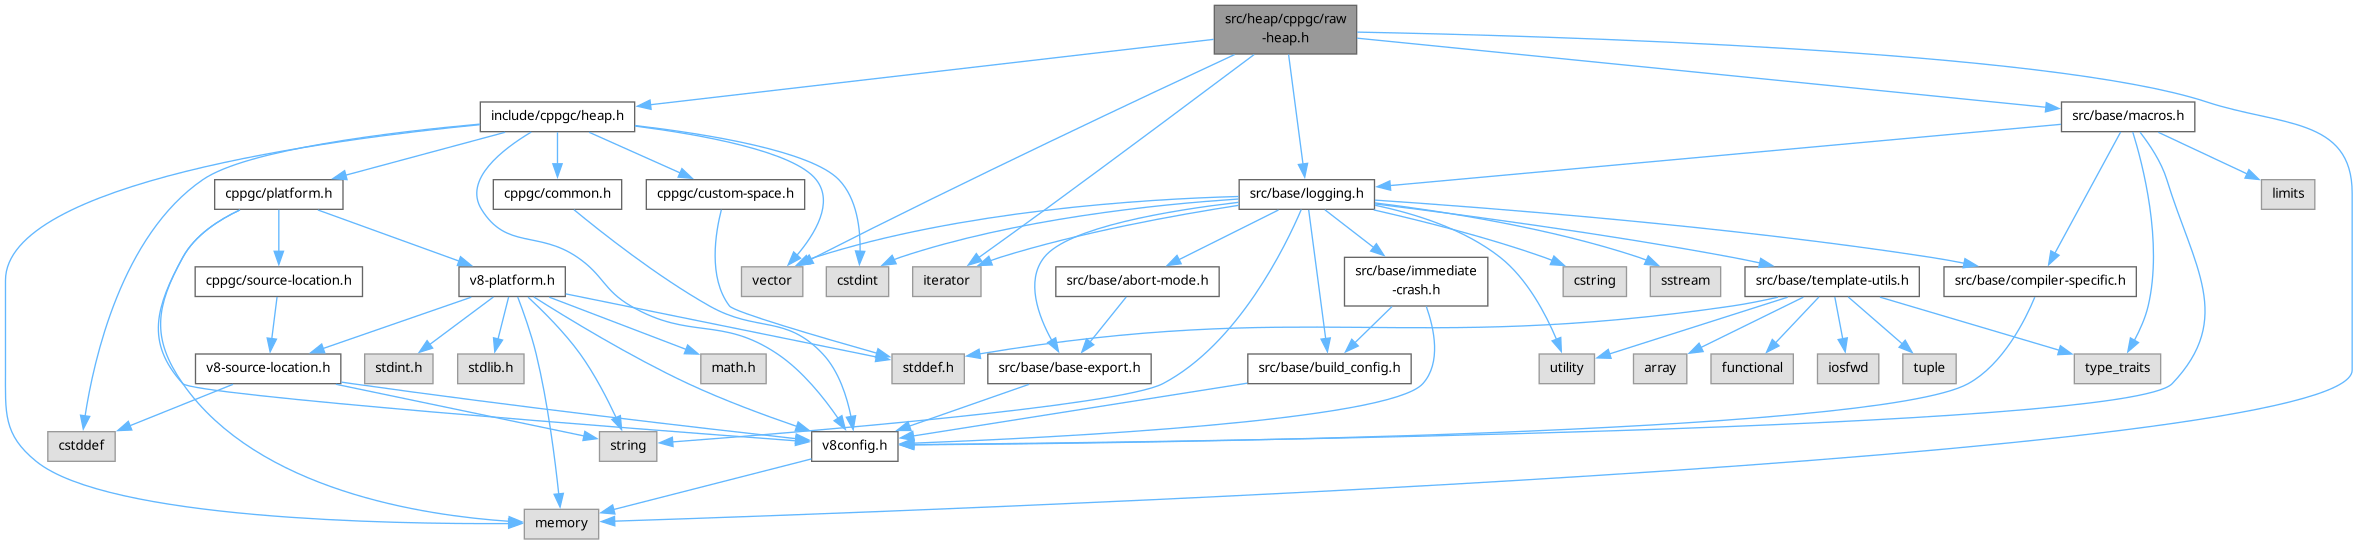 src/heap/cppgc/raw
-heap.h
include/cppgc/heap.h
src/base/macros.h
cppgc/platform.h
cppgc/common.h
cppgc/custom-space.h
src/base/logging.h
limits
cppgc/source-location.h
v8-platform.h
vector
cstdint
iterator
src/base/abort-mode.h
src/base/immediate
-crash.h
cstring
sstream
src/base/template-utils.h
src/base/compiler-specific.h
v8-source-location.h
stdint.h
stdlib.h
math.h
stddef.h
src/base/base-export.h
src/base/build_config.h
utility
array
functional
iosfwd
tuple
type_traits
cstddef
string
v8config.h
memory